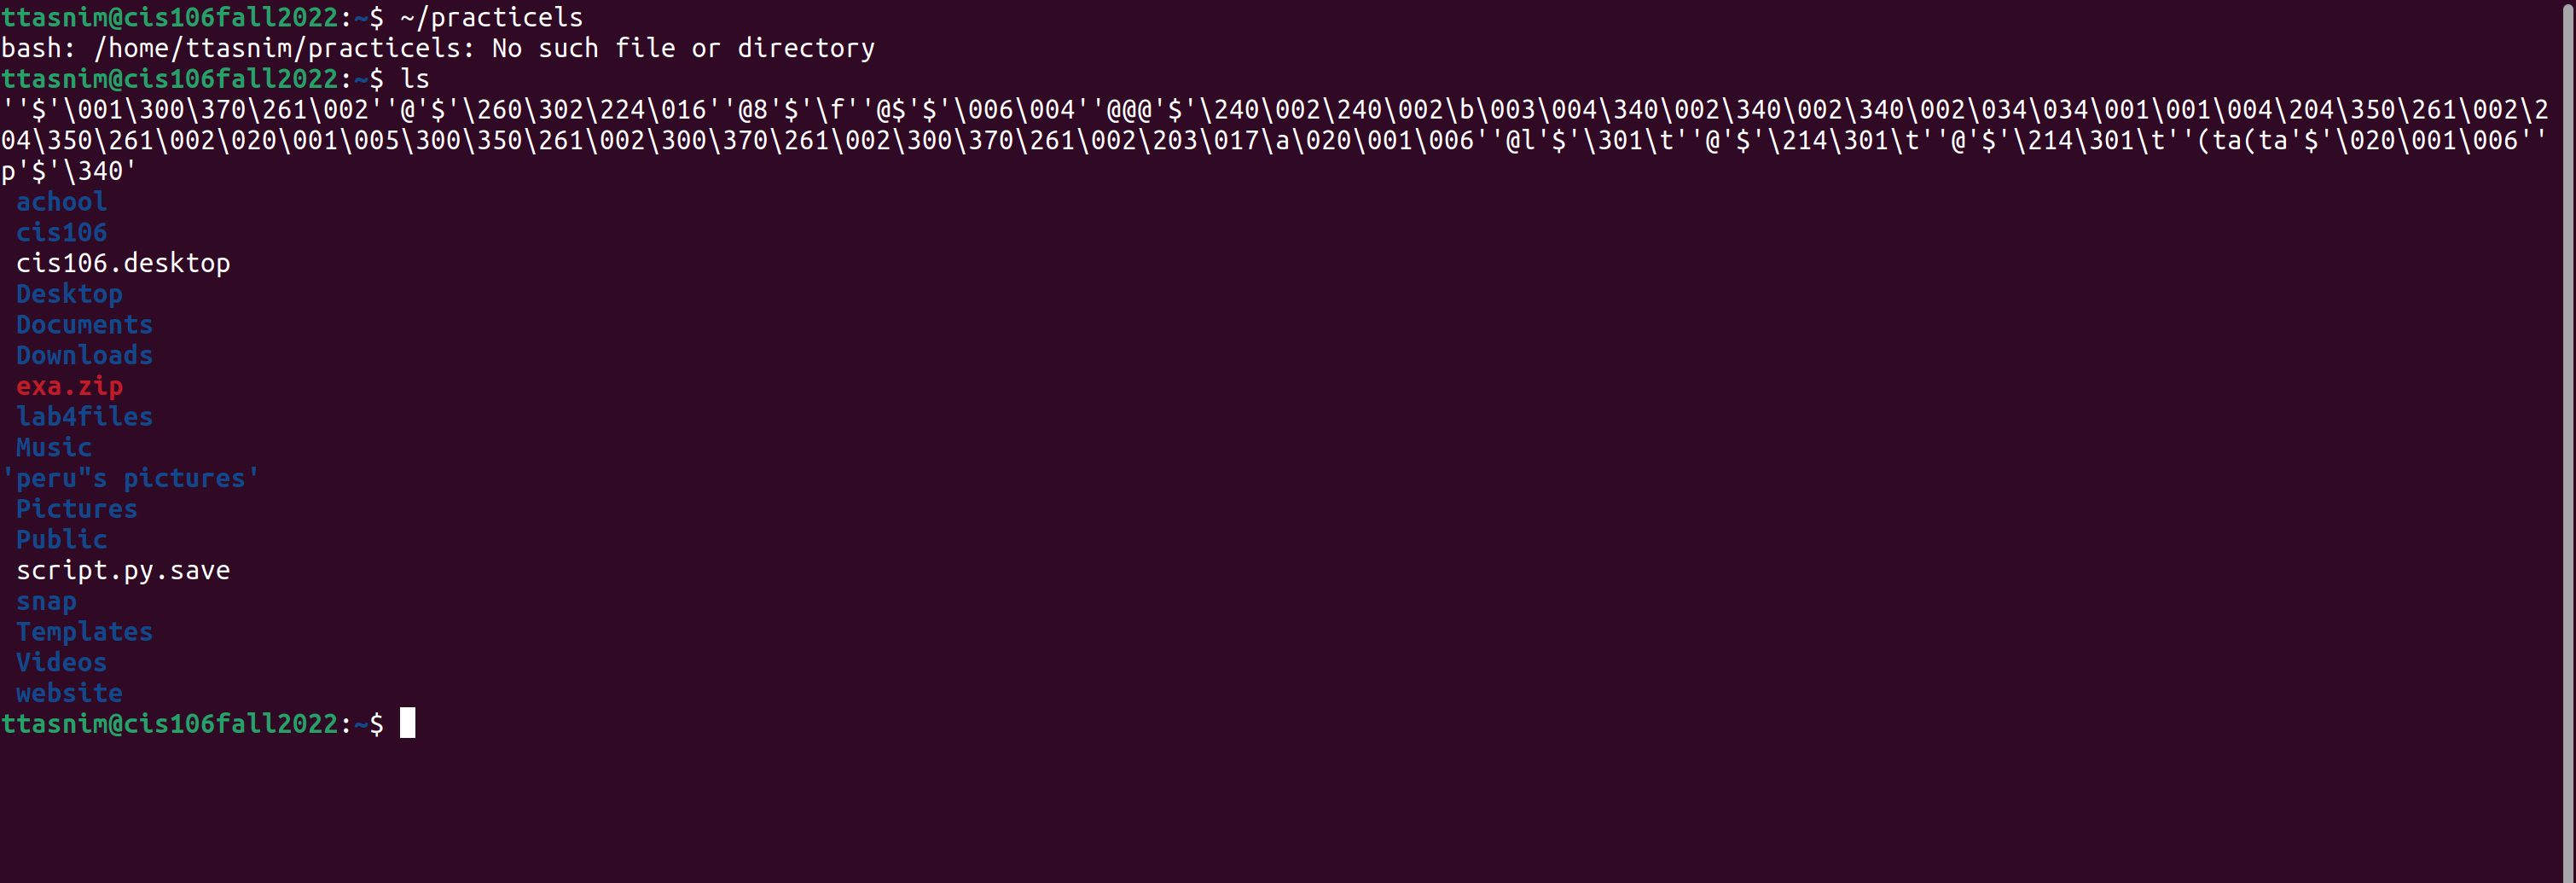 ttasnim@cis106fall2022:~$ ~/practicels
bash: /home/ttasnim/practicels: No such file or directory
ttasnim@cis106fall2022:~$ ls
''$'\001\300\370\261\002''@'$'\260\302\224\016''@8'$'\f''@$'$'\006\004''@@@'$'\240\002\240\002\b\003\004\340\002\340\002\340\002\034\034\001\001\004\204\350\261\002\2
04\350\261\002\020\001\005\300\350\261\002\300\370\261\002\300\370\261\002\203\017\a\020\001\006''@l'$'\301\t''@'$'\214\301\t''@'$'\214\301\t''(ta(ta'$'\020\001\006''
p'$'\340'
achool
cis106
cis106.desktop
Desktop
Documents
Downloads
exa.zip
lab4files
Music
'peru"s pictures'
Pictures
Public
script.py.save
snap
Templates
Videos
website
ttasnim@cis106fall2022:~$